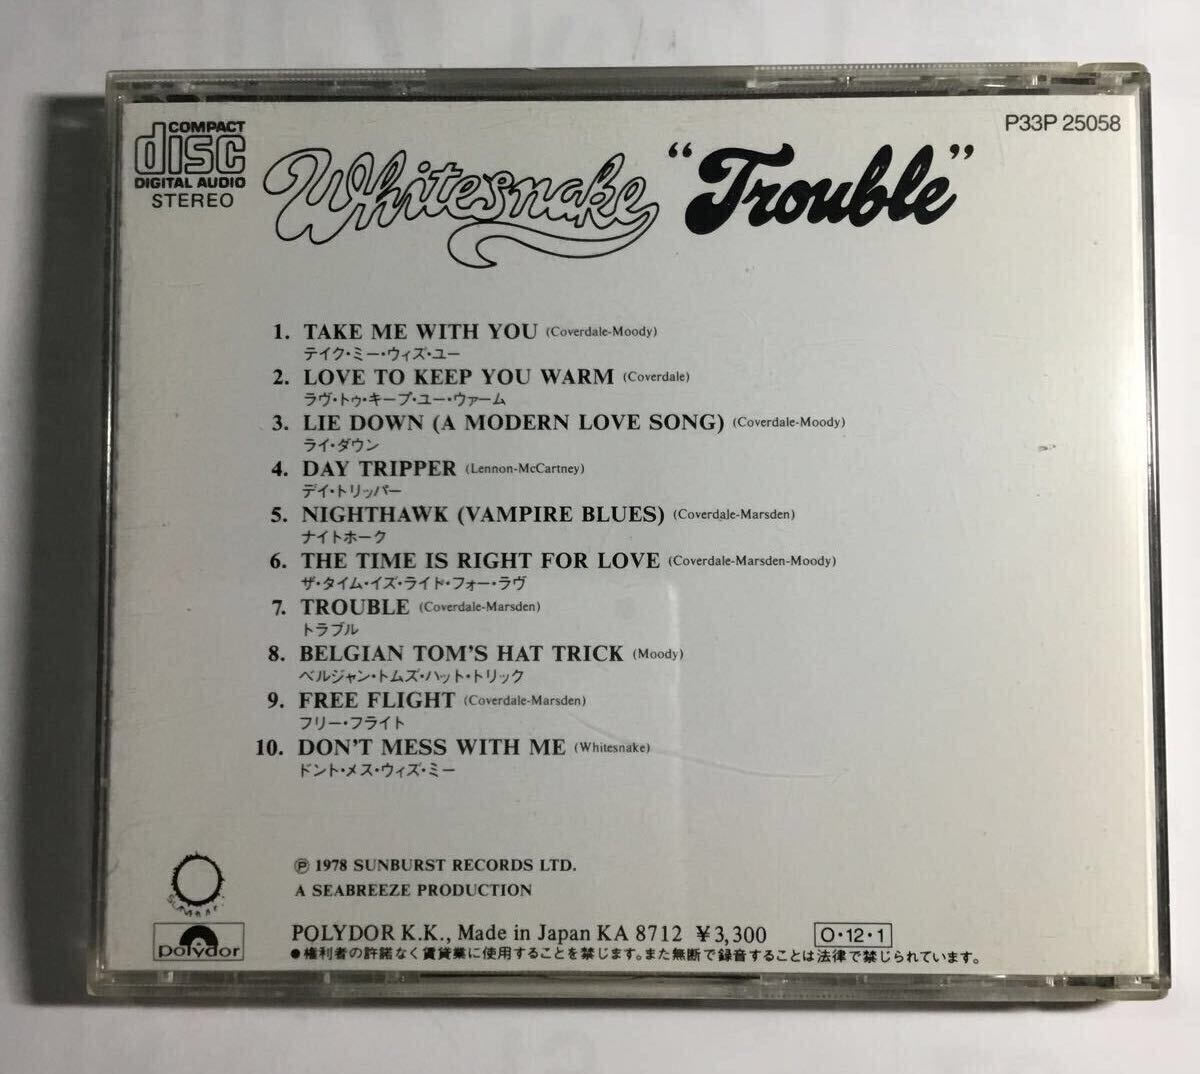 COMPACT
disc
DIGITAL AUDIO
STEREO
Whitesnake "Trouble"
P33P 25058
1. TAKE ME WITH YOU (Coverdale-Moody)
テイク・ミー・ウィズ・ユー
2. LOVE TO KEEP YOU WARM (Coverdale)
ラヴ・トゥ・キープ・ユー・ウァーム
3. LIE DOWN (A MODERN LOVE SONG) (Coverdale-Moody)
ライ・ダウン
4. DAY TRIPPER (Lennon-McCartney)
デイ・トリッパー
5. NIGHTHAWK (VAMPIRE BLUES) (Coverdale-Marsden)
ナイトホーク
6. THE TIME IS RIGHT FOR LOVE (Coverdale-Marsden-Moody)
ザ・タイム・イズ・ライト・フォー・ラヴ
7. TROUBLE (Coverdale-Marsden)
トラブル
8. BELGIAN TOM'S HAT TRICK (Moody)
ベルジャン・トムズ・ハット・トリック
9. FREE FLIGHT (Coverdale-Marsden)
フリー・フライト
10. DON'T MESS WITH ME (Whitesnake)
ドント・メス・ウィズ・ミー
Ⓟ 1978 SUNBURST RECORDS LTD.
A SEABREEZE PRODUCTION
polydor
POLYDOR K.K., Made in Japan KA 8712 ¥3,300 O・12・1
●権利者の許諾なく賃貸業に使用することを禁じます。また無断で録音することは法律で禁じられています。